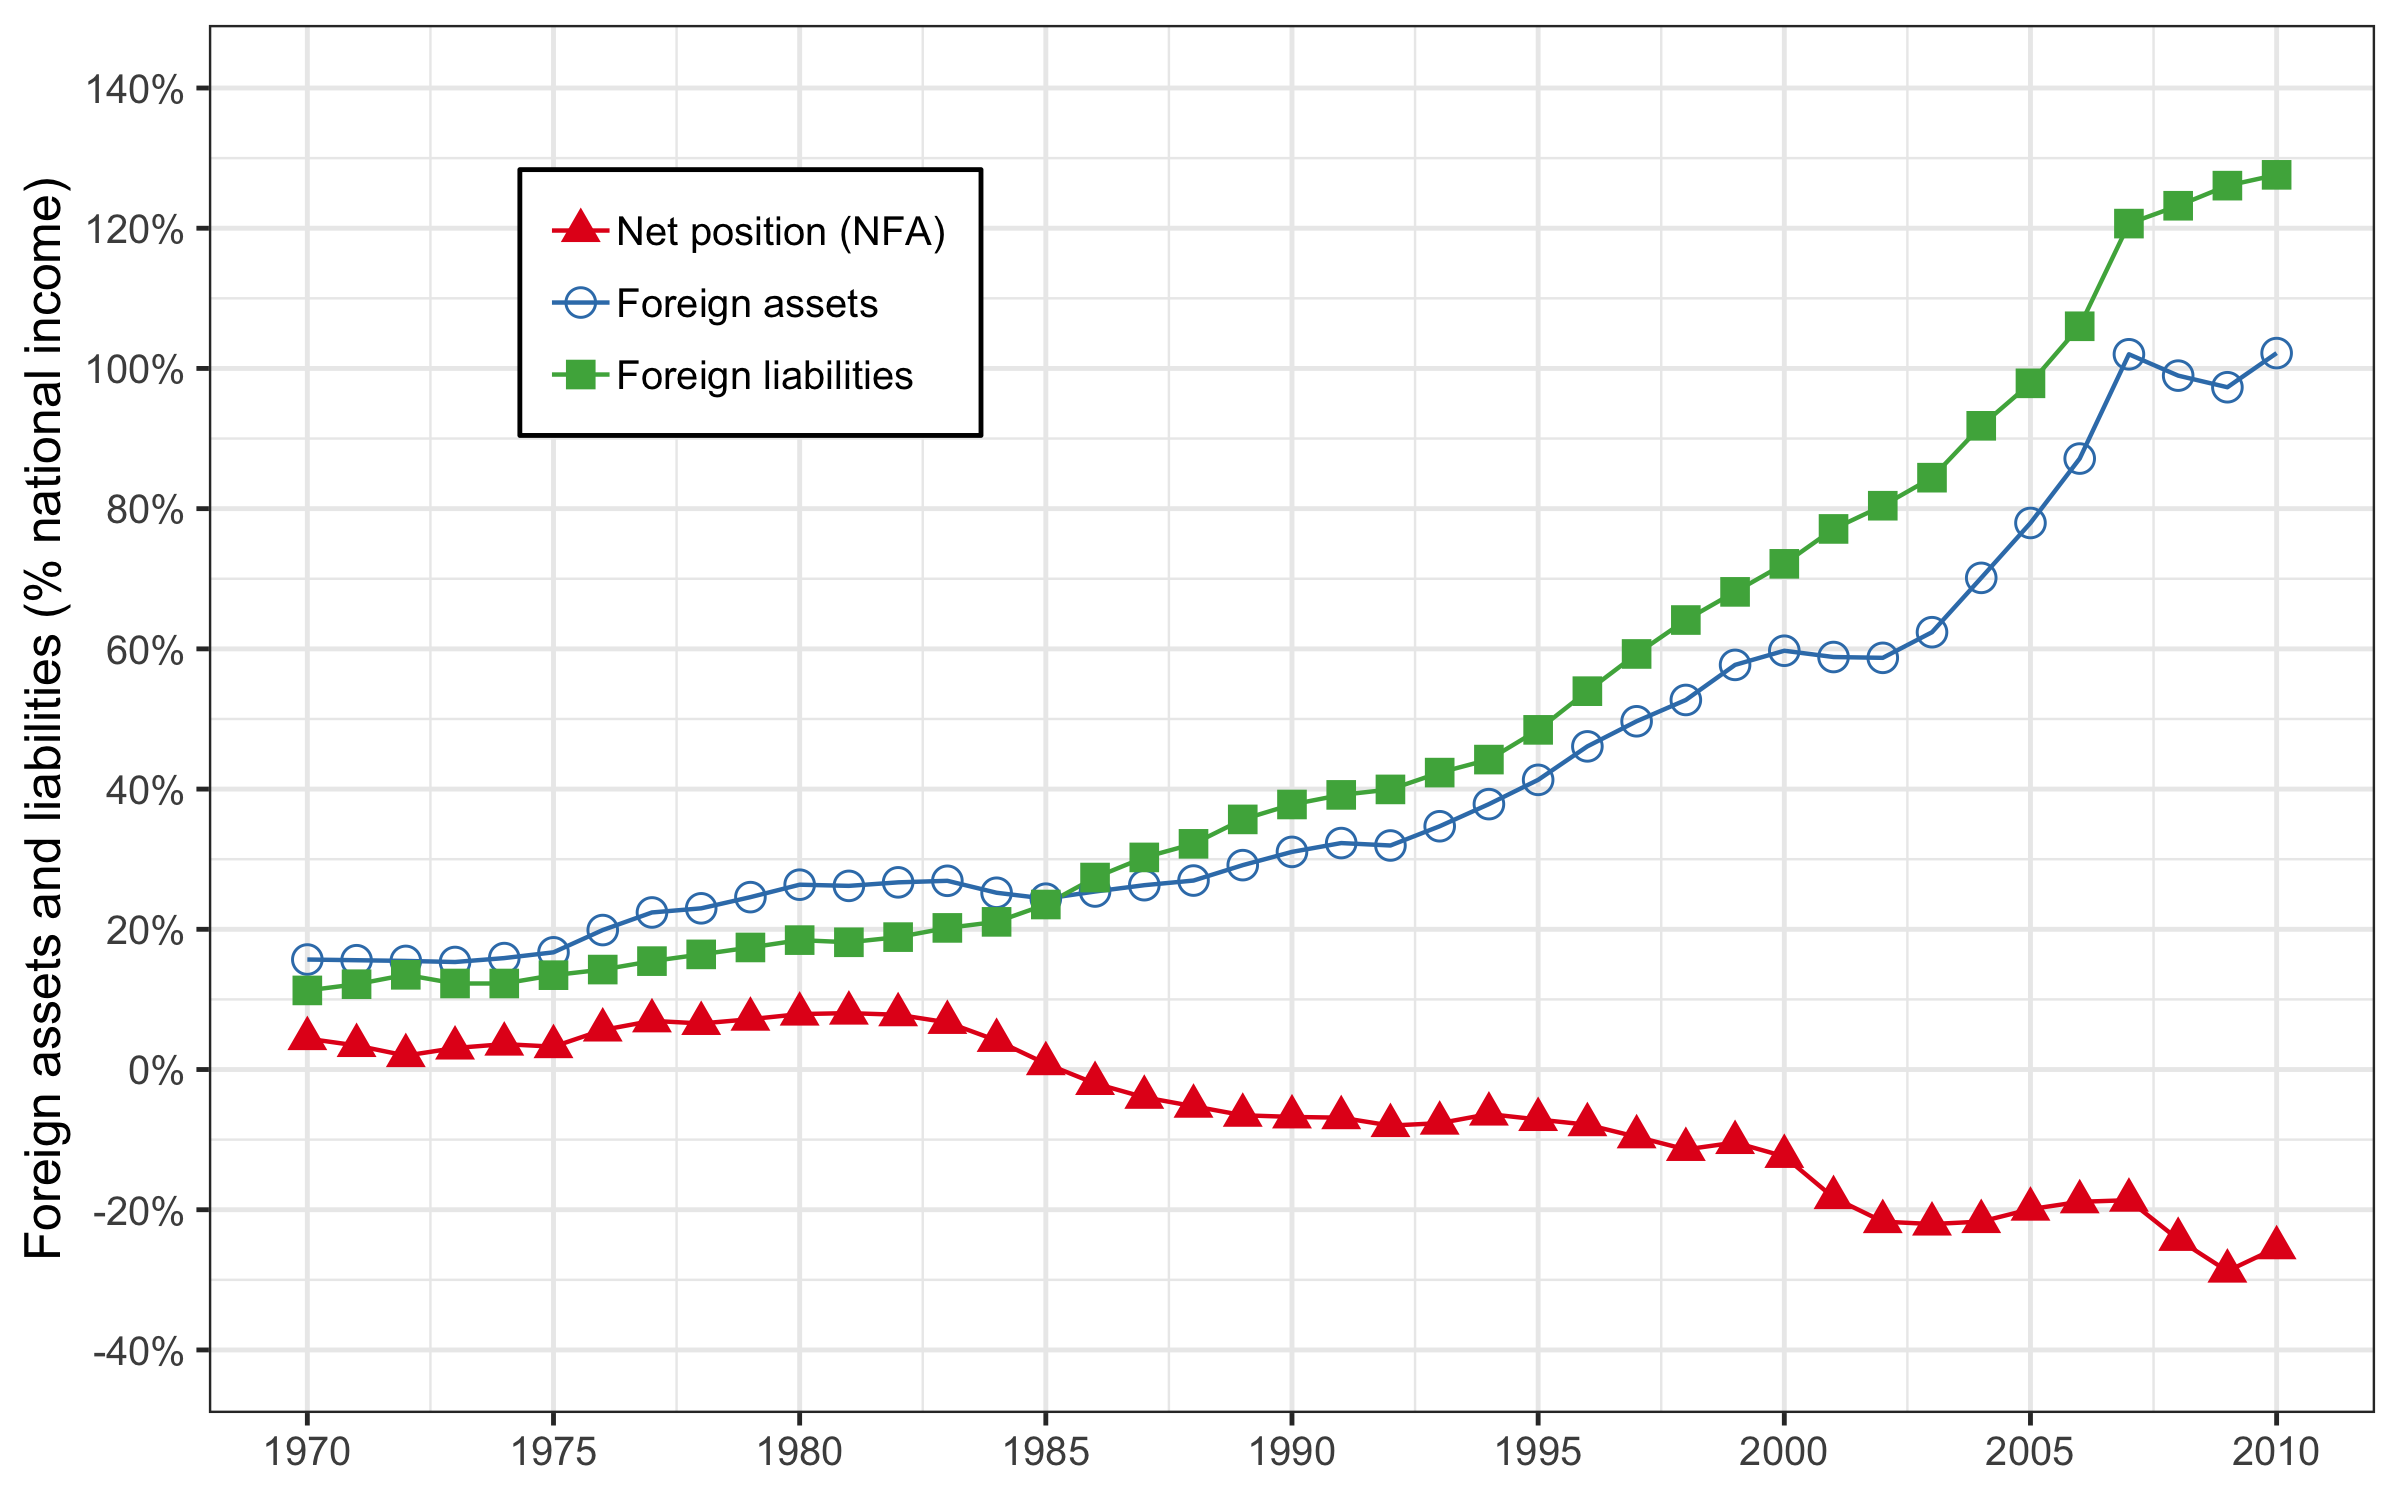 Foreign assets and liabilities (% national income)
140%
120%
100%
80%
60%
40%
20%
0%
-20%
-40%
Net position (NFA)
Foreign assets
Foreign liabilities
1970 1975 1980 1985 1990 1995 2000 2005 2010